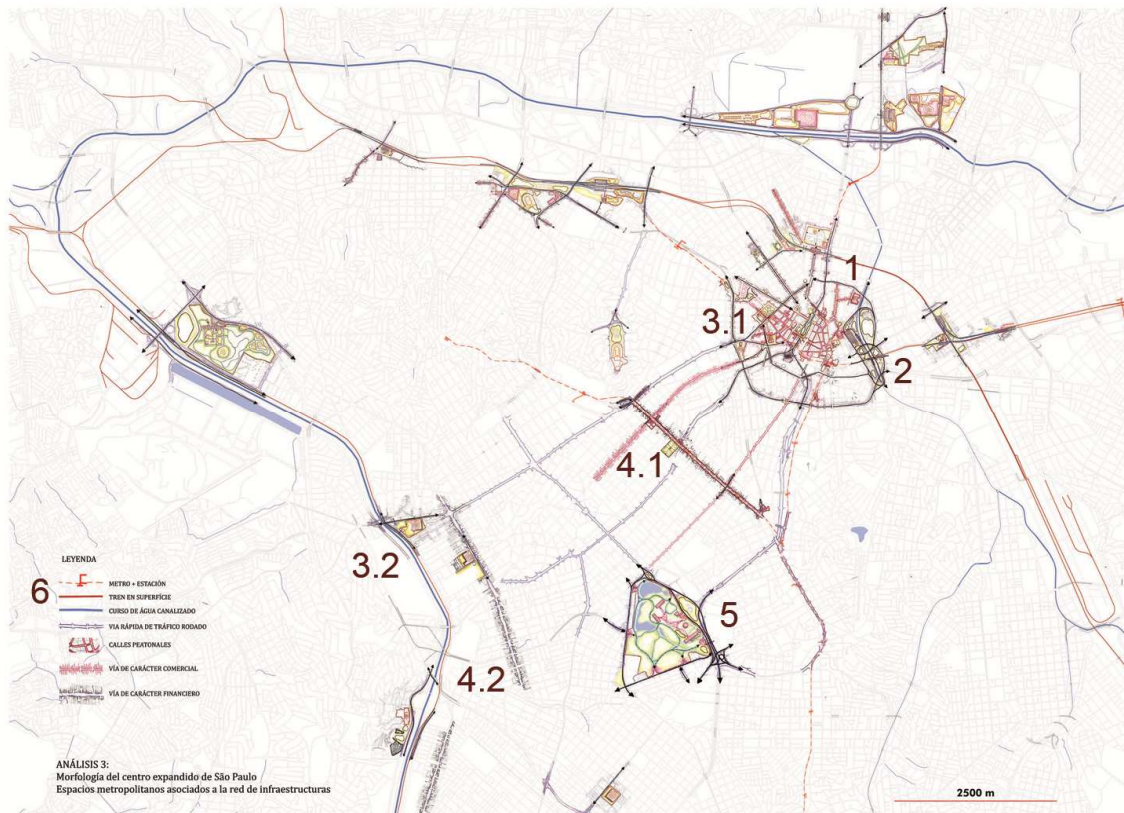 1
3.1
2
4.1
3.2
5
4.2
LEYENDA
6
METRO + ESTACIÓN
TREN EN SUPERFÍCIE
CURSO DE ÁGUA CANALIZADO
VIA RÁPIDA DE TRÁFICO RODADO
CALLES PEATONALES
VÍA DE CARÁCTER COMERCIAL
VÍA DE CARÁCTER FINANCIERO
ANÁLISIS 3:
Morfología del centro expandido de São Paulo
Espacios metropolitanos asociados a la red de infraestructuras
2500 m